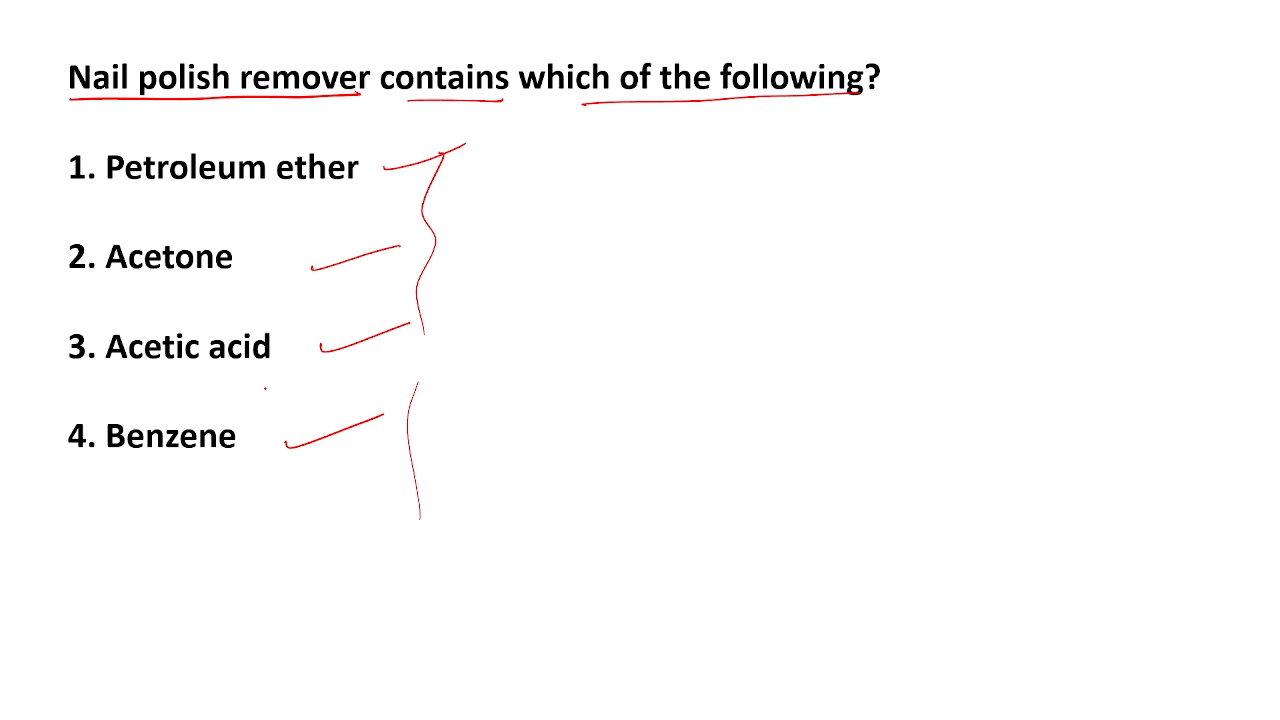 Nail polish remover contains which of the following?
1. Petroleum ether
2. Acetone
3. Acetic acid
4. Benzene